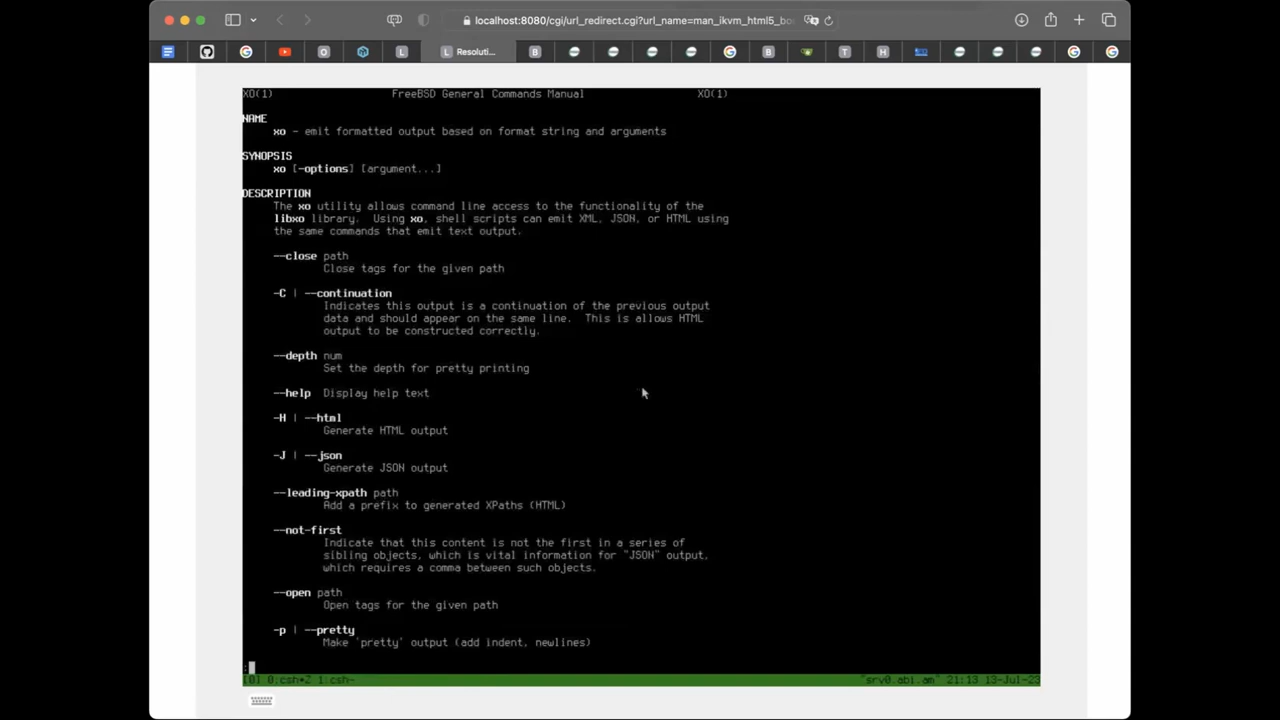 localhost:8080/cgi/url_redirect.cgi?url_name=man_ikvm_html5_bo
Resoluti...
XO(1) FreeBSD General Commands Manual XO(1)
NAME
xo - emit formatted output based on format string and arguments
SYNOPSIS
xo [-options] [argument...]
DESCRIPTION
The xo utility allows command line access to the functionality of the
libxo library. Using xo, shell scripts can emit XML, JSON, or HTML using
the same commands that emit text output.
--close path
Close tags for the given path
-C | --continuation
Indicates this output is a continuation of the previous output
data and should appear on the same line. This is allows HTML
output to be constructed correctly.
--depth num
Set the depth for pretty printing
--help Display help text
-H | --html
Generate HTML output
-J | --json
Generate JSON output
--leading-xpath path
Add a prefix to generated XPaths (HTML)
--not-first
Indicate that this content is not the first in a series of
sibling objects, which is vital information for "JSON" output,
which requires a comma between such objects.
--open path
Open tags for the given path
-p | --pretty
Make 'pretty' output (add indent, newlines)
:
[0] 0:csh*Z 1:csh- "srv0.abi.am" 21:13 13-Jul-23